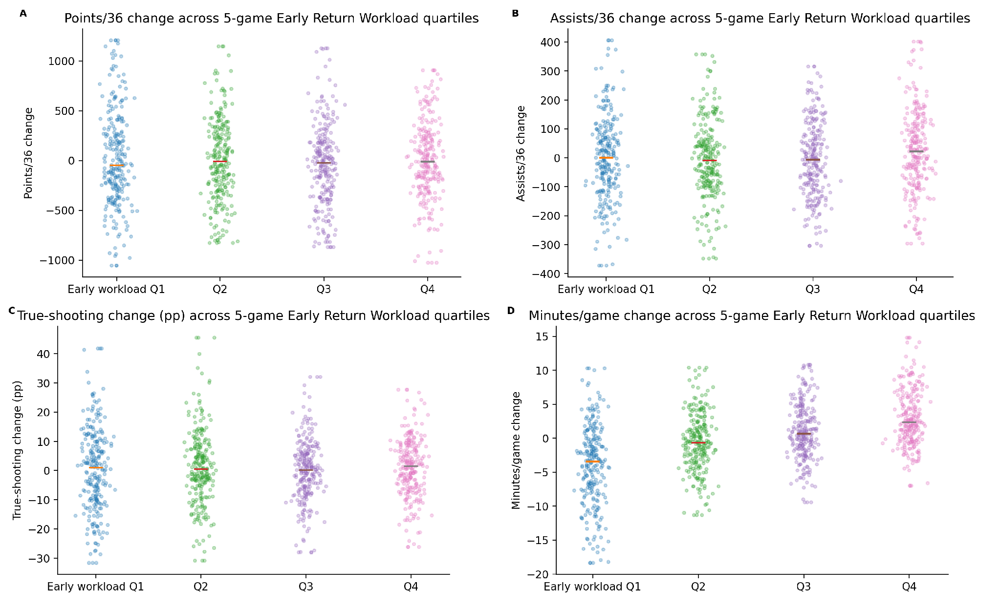 A
Points/36 change across 5-game Early Return Workload quartiles
Points/36 change
1000
500
0
−500
−1000
Early workload Q1
Q2
Q3
Q4
B
Assists/36 change across 5-game Early Return Workload quartiles
Assists/36 change
400
300
200
100
0
−100
−200
−300
−400
Early workload Q1
Q2
Q3
Q4
C
True-shooting change (pp) across 5-game Early Return Workload quartiles
True-shooting change (pp)
40
30
20
10
0
−10
−20
−30
Early workload Q1
Q2
Q3
Q4
D
Minutes/game change across 5-game Early Return Workload quartiles
Minutes/game change
15
10
5
0
−5
−10
−15
−20
Early workload Q1
Q2
Q3
Q4